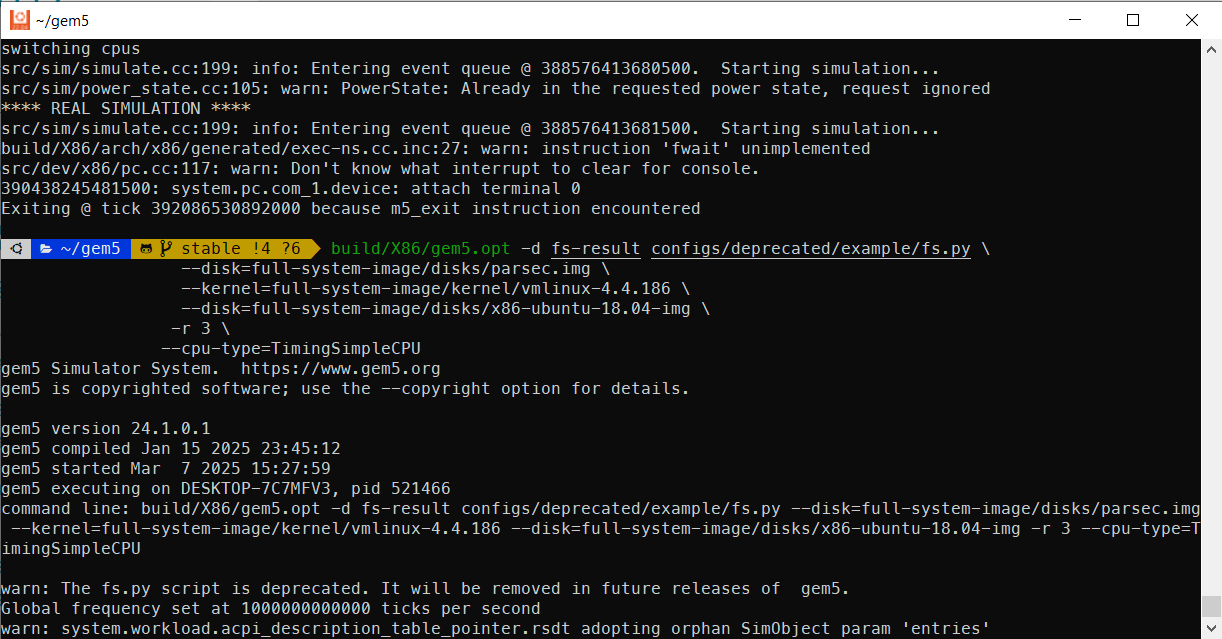 ~/gem5
switching cpus
src/sim/simulate.cc:199: info: Entering event queue @ 388576413680500.  Starting simulation...
src/sim/power_state.cc:105: warn: PowerState: Already in the requested power state, request ignored
**** REAL SIMULATION ****
src/sim/simulate.cc:199: info: Entering event queue @ 388576413681500.  Starting simulation...
build/X86/arch/x86/generated/exec-ns.cc.inc:27: warn: instruction 'fwait' unimplemented
src/dev/x86/pc.cc:117: warn: Don't know what interrupt to clear for console.
390438245481500: system.pc.com_1.device: attach terminal 0
Exiting @ tick 392086530892000 because m5_exit instruction encountered
~/gem5 stable !4 ?6 build/X86/gem5.opt -d fs-result configs/deprecated/example/fs.py \
--disk=full-system-image/disks/parsec.img \
--kernel=full-system-image/kernel/vmlinux-4.4.186 \
--disk=full-system-image/disks/x86-ubuntu-18.04-img \
-r 3 \
--cpu-type=TimingSimpleCPU
gem5 Simulator System.  https://www.gem5.org
gem5 is copyrighted software; use the --copyright option for details.
gem5 version 24.1.0.1
gem5 compiled Jan 15 2025 23:45:12
gem5 started Mar  7 2025 15:27:59
gem5 executing on DESKTOP-7C7MFV3, pid 521466
command line: build/X86/gem5.opt -d fs-result configs/deprecated/example/fs.py --disk=full-system-image/disks/parsec.img
--kernel=full-system-image/kernel/vmlinux-4.4.186 --disk=full-system-image/disks/x86-ubuntu-18.04-img -r 3 --cpu-type=T
imingSimpleCPU
warn: The fs.py script is deprecated. It will be removed in future releases of  gem5.
Global frequency set at 1000000000000 ticks per second
warn: system.workload.acpi_description_table_pointer.rsdt adopting orphan SimObject param 'entries'